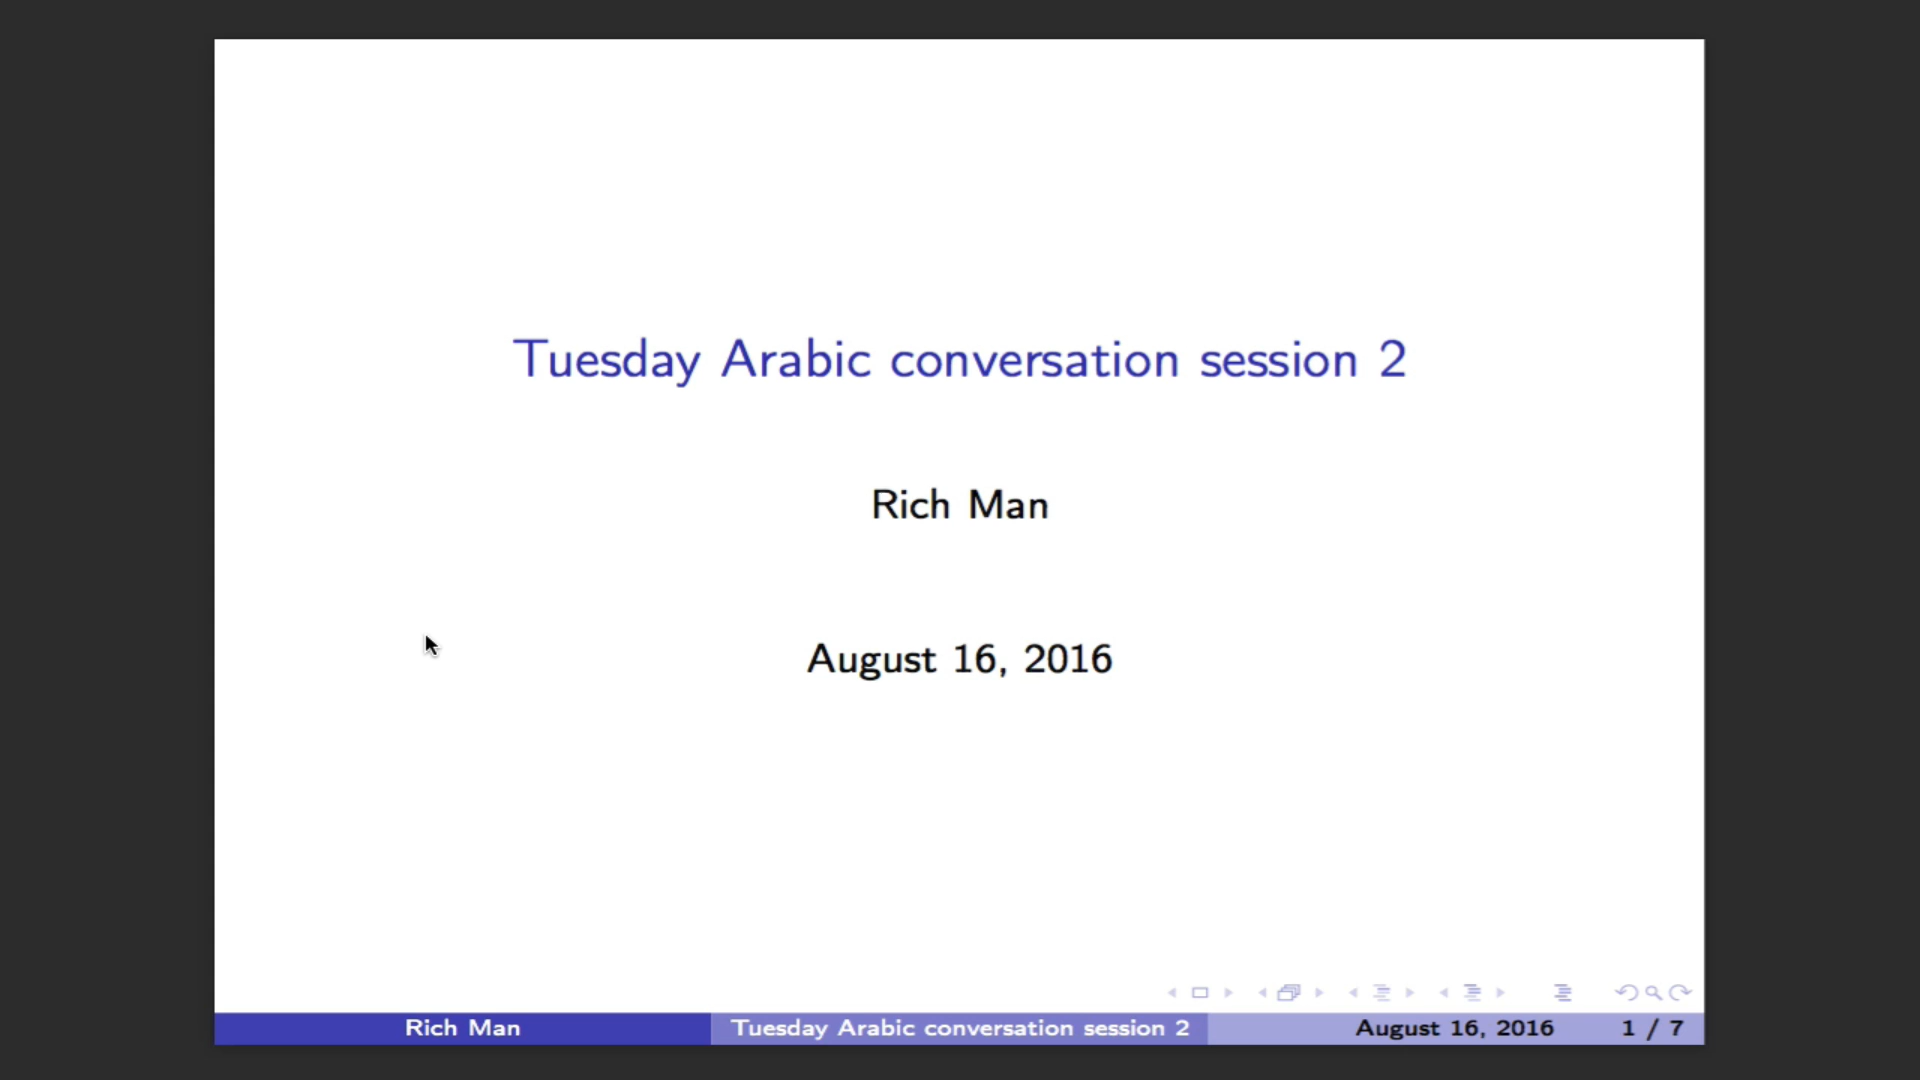 Tuesday Arabic conversation session 2
Rich Man
August 16, 2016
Rich Man
Tuesday Arabic conversation session 2
August 16, 2016
1 / 7